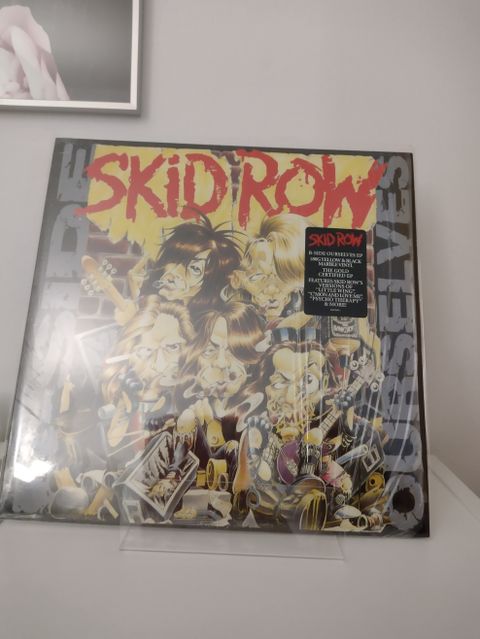 SKID ROW
SKID ROW
B-SIDE OURSELVES EP
180G YELLOW & BLACK
MARBLE VINYL
THE GOLD
CERTIFIED EP
FEATURES SKID ROW'S
VERSIONS OF
"LITTLE WING"
"C'MON AND LOVE ME"
"PSYCHO THERAPY"
& MORE!
OURSELVES